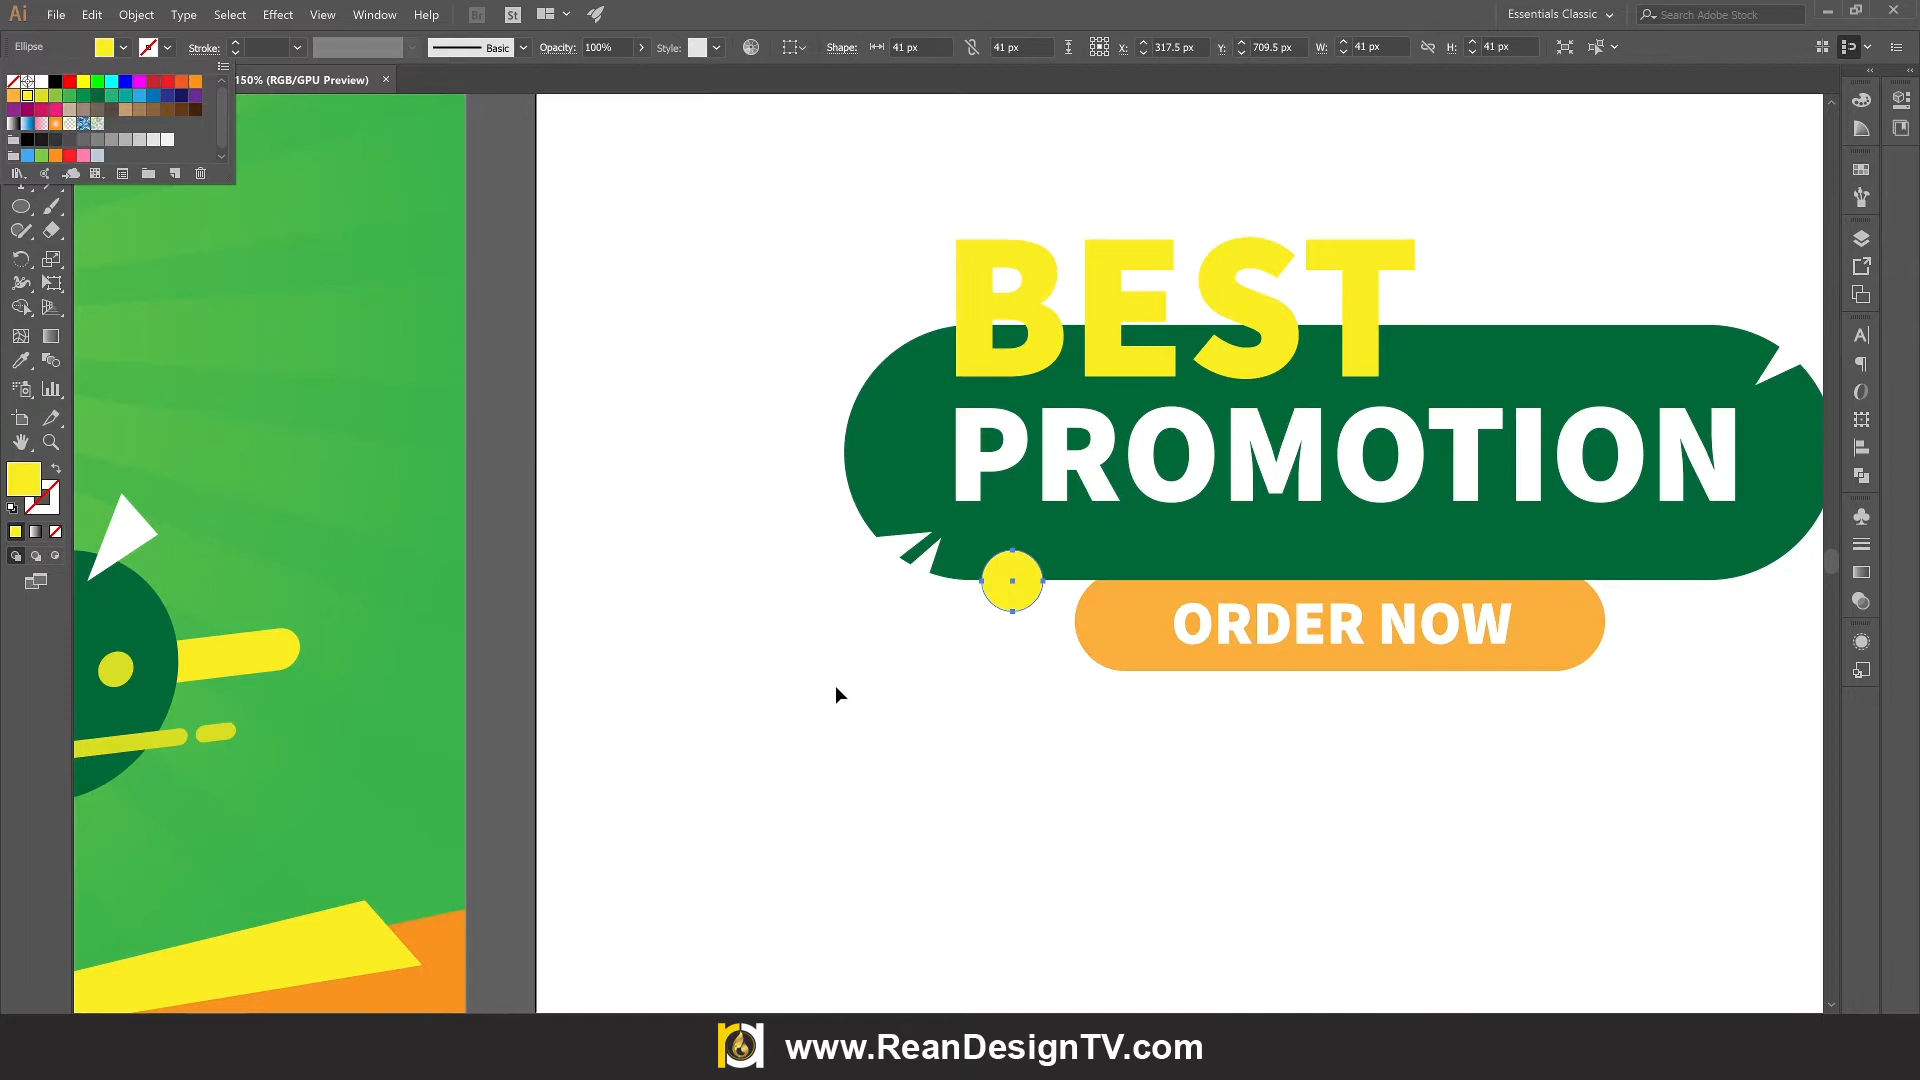 Ai File Edit Object Type Select Effect View Window Help Br St Essentials Classic Search Adobe Stock
Ellipse Stroke: Basic Opacity: 100% Style: Shape: 41 px 41 px X: 317.5 px Y: 709.5 px W: 41 px H: 41 px
150% (RGB/GPU Preview) ×
BEST
PROMOTION
ORDER NOW
www.ReanDesignTV.com